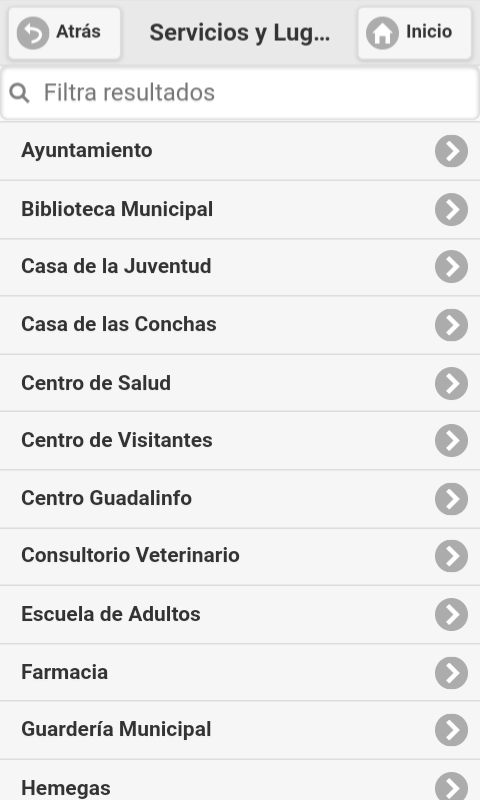 Atrás
Servicios y Lug...
Inicio
Filtra resultados
Ayuntamiento
Biblioteca Municipal
Casa de la Juventud
Casa de las Conchas
Centro de Salud
Centro de Visitantes
Centro Guadalinfo
Consultorio Veterinario
Escuela de Adultos
Farmacia
Guardería Municipal
Hemegas